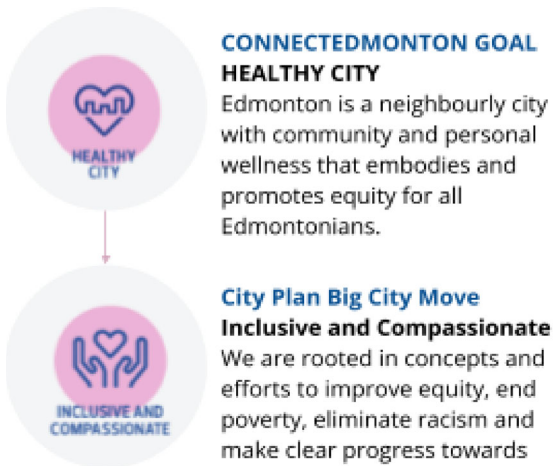 HEALTHY
CITY
CONNECTEDMONTON GOAL
HEALTHY CITY
Edmonton is a neighbourly city
with community and personal
wellness that embodies and
promotes equity for all
Edmontonians.
INCLUSIVE AND
COMPASSIONATE
City Plan Big City Move
Inclusive and Compassionate
We are rooted in concepts and
efforts to improve equity, end
poverty, eliminate racism and
make clear progress towards